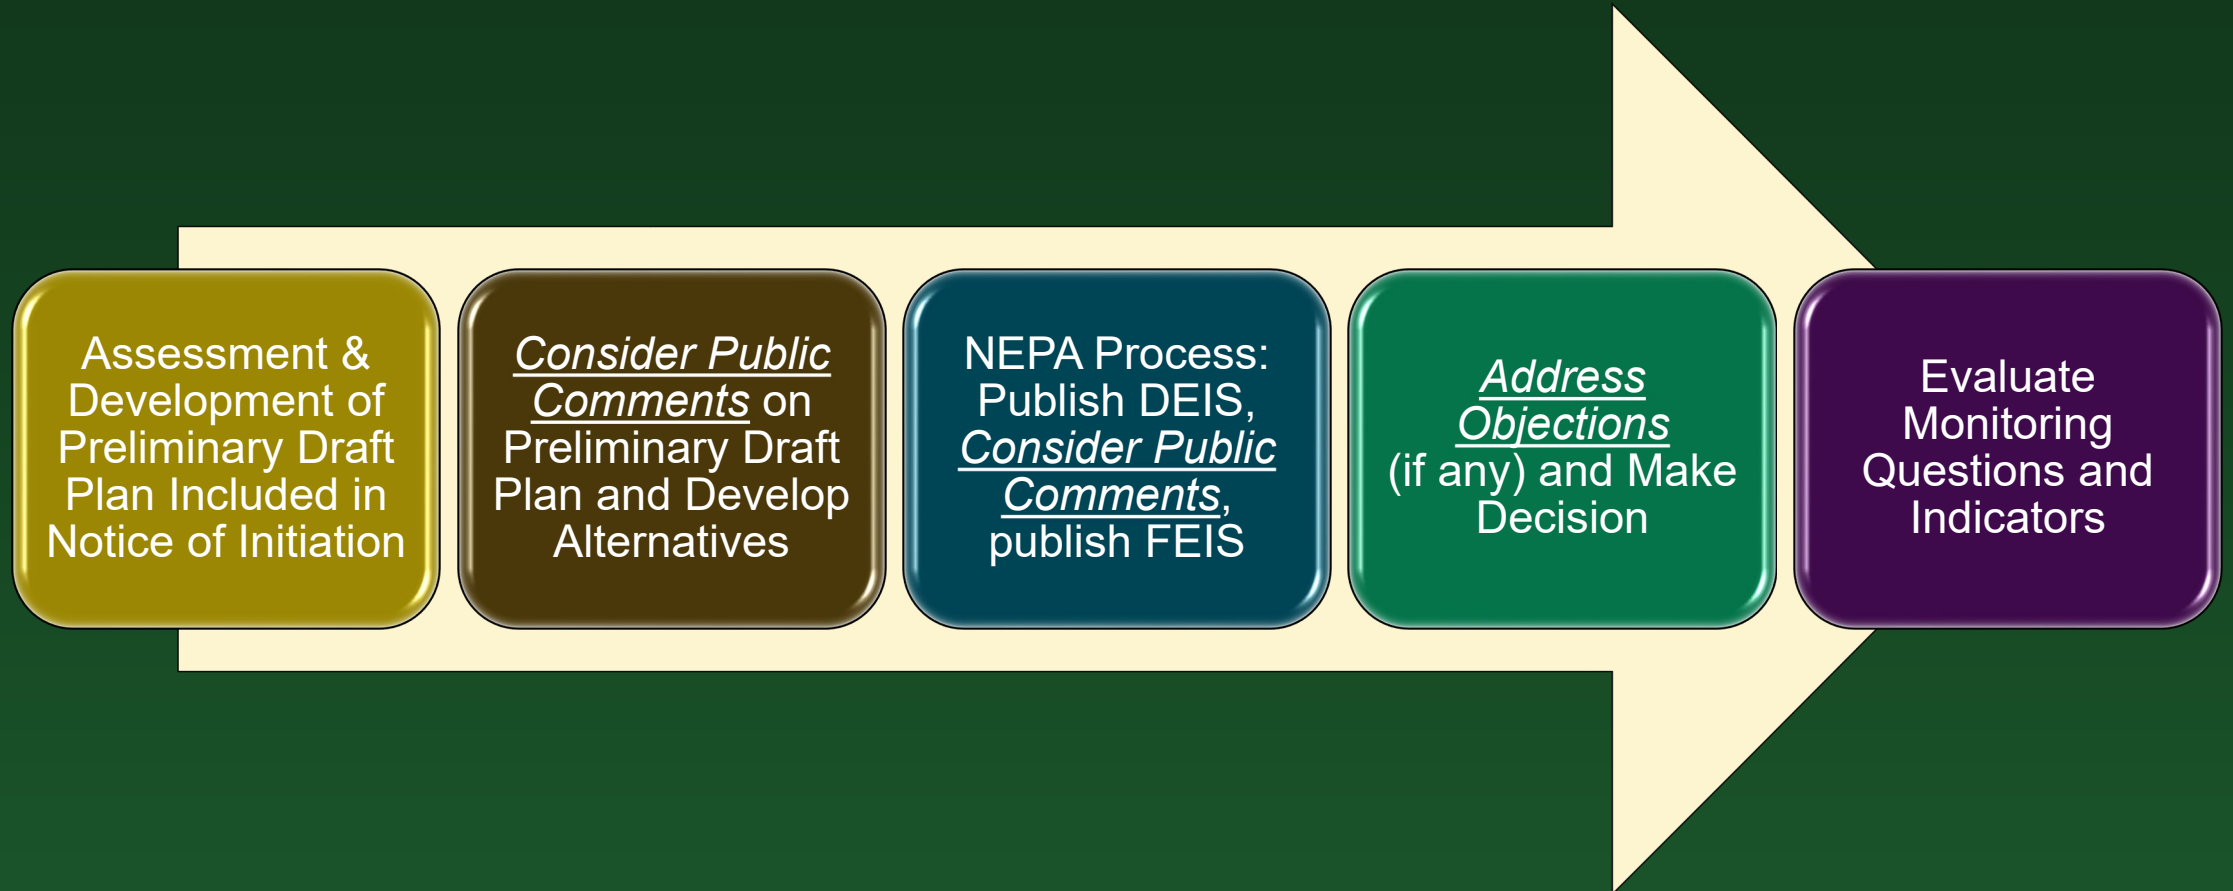 Assessment &
Development of
Preliminary Draft
Plan Included in
Notice of Initiation
Consider Public
Comments on
Preliminary Draft
Plan and Develop
Alternatives
NEPA Process:
Publish DEIS,
Consider Public
Comments,
publish FEIS
Address
Objections
(if any) and Make
Decision
Evaluate
Monitoring
Questions and
Indicators